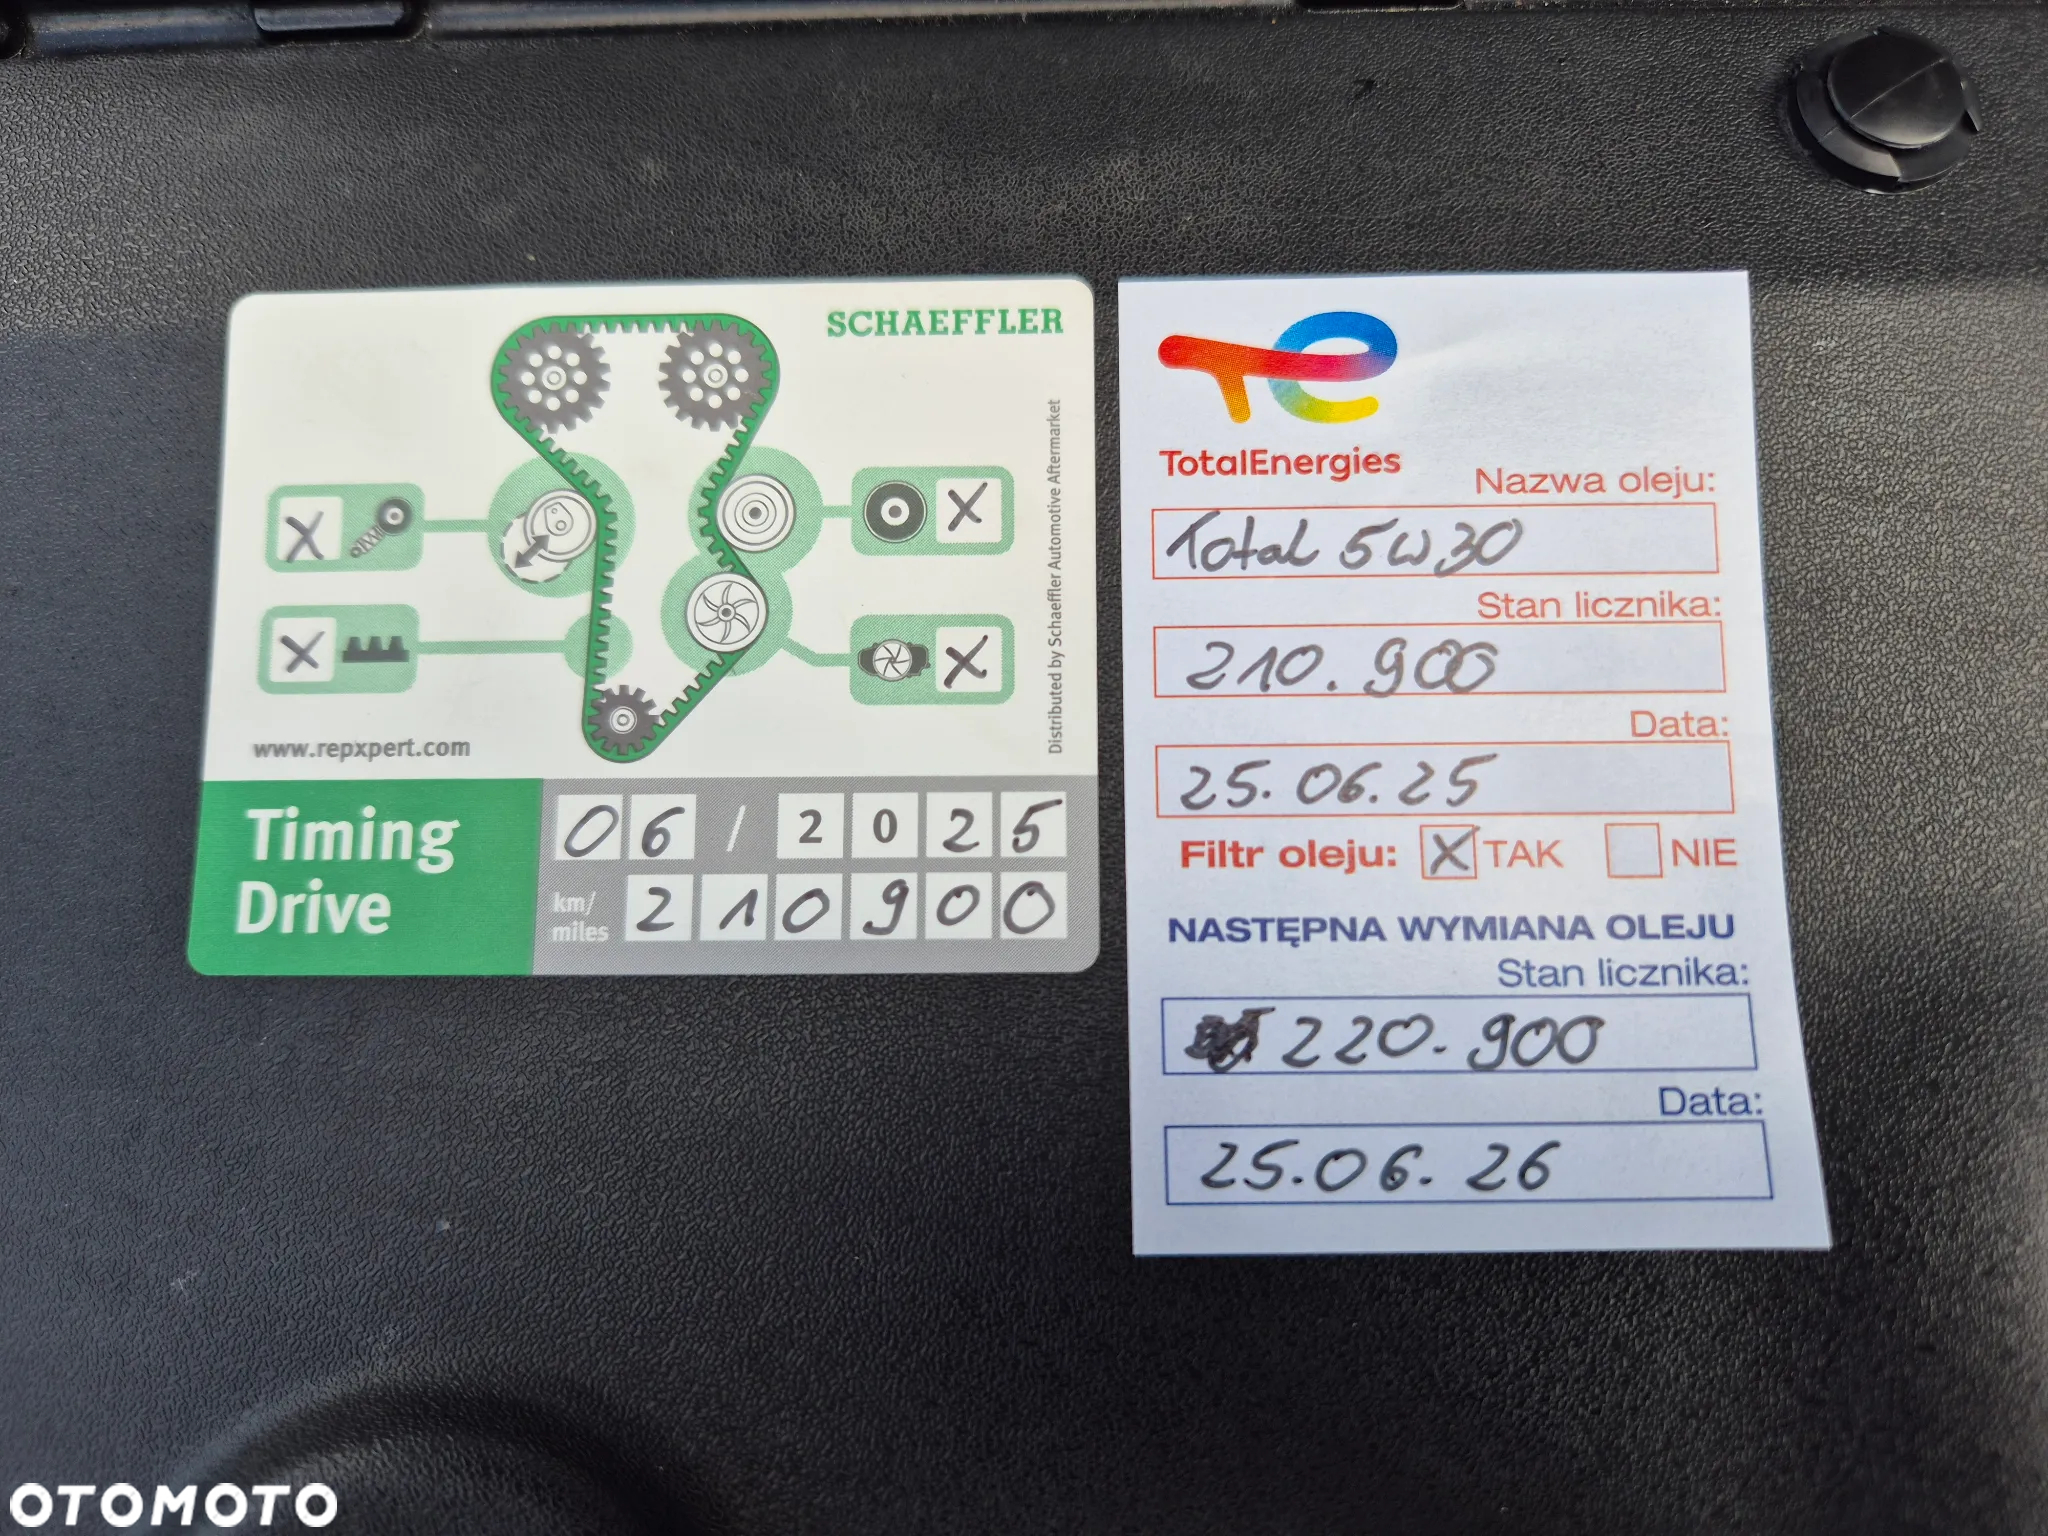 SCHAEFFLER
Distributed by Schaeffler Automotive Aftermarket
X
X
X
X
www.repxpert.com
Timing
Drive
06 / 2025
km/
miles
210900
TotalEnergies
Nazwa oleju:
Total 5W30
Stan licznika:
210.900
Data:
25.06.25
Filtr oleju: X TAK NIE
NASTĘPNA WYMIANA OLEJU
Stan licznika:
220.900
Data:
25.06.26
OTOMOTO